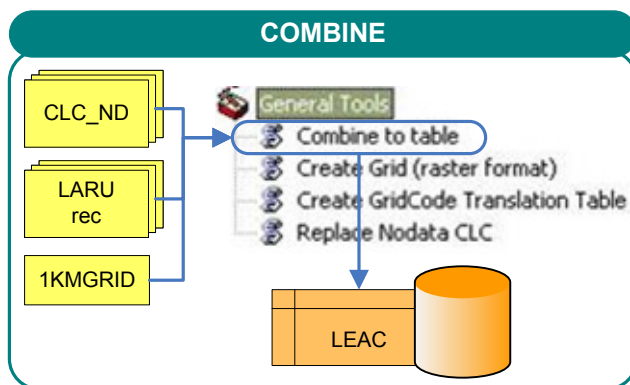 COMBINE
CLC_ND
LARU
rec
1KMGRID
General Tools
Combine to table
Create Grid (raster format)
Create GridCode Translation Table
Replace Nodata CLC
LEAC